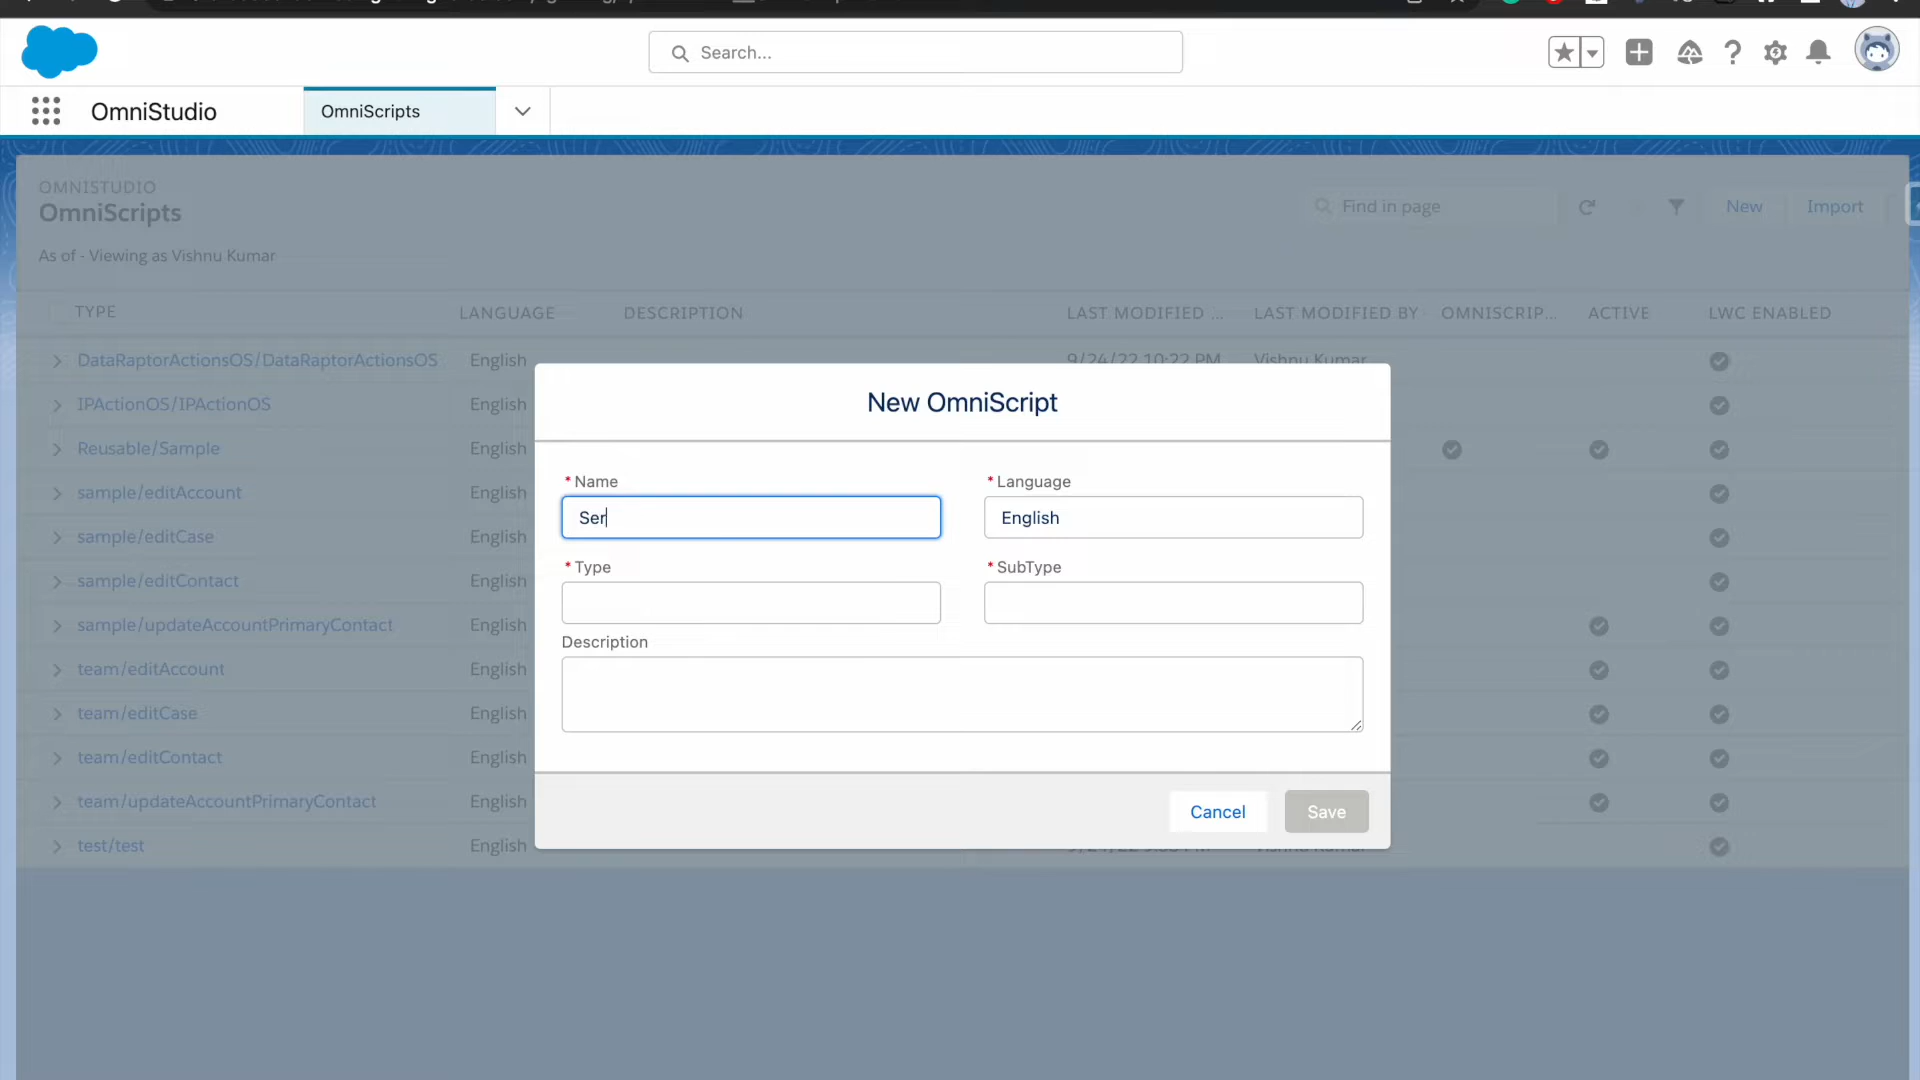 Search...
OmniStudio
OmniScripts
OMNISTUDIO
OmniScripts
As of - Viewing as Vishnu Kumar
Find in page
New
Import
TYPE LANGUAGE DESCRIPTION LAST MODIFIED ... LAST MODIFIED BY OMNISCRIP... ACTIVE LWC ENABLED
DataRaptorActionsOS/DataRaptorActionsOS English 9/24/22 10:22 PM Vishnu Kumar
IPActionOS/IPActionOS English
Reusable/Sample English
sample/editAccount English
sample/editCase English
sample/editContact English
sample/updateAccountPrimaryContact English
team/editAccount English
team/editCase English
team/editContact English
team/updateAccountPrimaryContact English
test/test English
New OmniScript
* Name * Language
Ser English
* Type * SubType
Description
Cancel Save